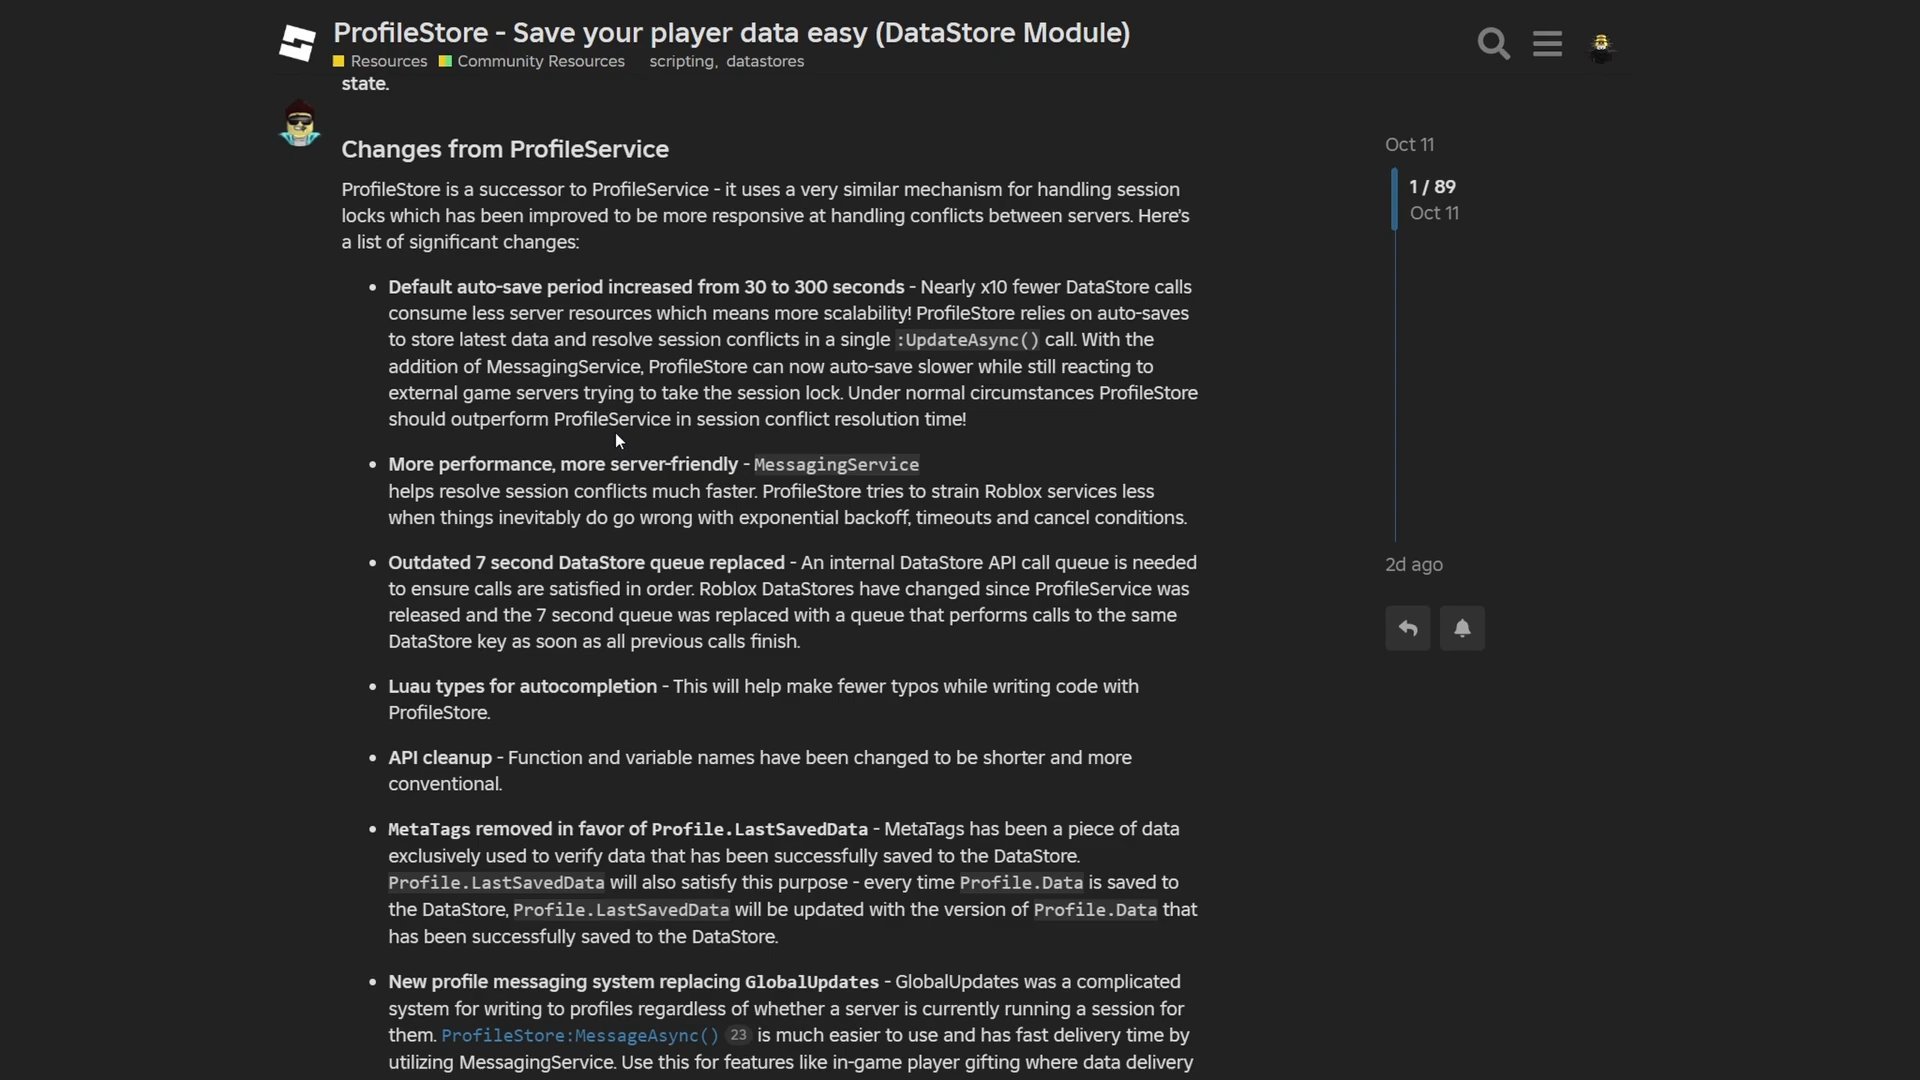 ProfileStore - Save your player data easy (DataStore Module)
Resources Community Resources scripting, datastores
state.
Changes from ProfileService
Oct 11
ProfileStore is a successor to ProfileService - it uses a very similar mechanism for handling session
locks which has been improved to be more responsive at handling conflicts between servers. Here's
a list of significant changes:
1 / 89
Oct 11
• Default auto-save period increased from 30 to 300 seconds - Nearly x10 fewer DataStore calls
consume less server resources which means more scalability! ProfileStore relies on auto-saves
to store latest data and resolve session conflicts in a single :UpdateAsync() call. With the
addition of MessagingService, ProfileStore can now auto-save slower while still reacting to
external game servers trying to take the session lock. Under normal circumstances ProfileStore
should outperform ProfileService in session conflict resolution time!
• More performance, more server-friendly - MessagingService
helps resolve session conflicts much faster. ProfileStore tries to strain Roblox services less
when things inevitably do go wrong with exponential backoff, timeouts and cancel conditions.
• Outdated 7 second DataStore queue replaced - An internal DataStore API call queue is needed
to ensure calls are satisfied in order. Roblox DataStores have changed since ProfileService was
released and the 7 second queue was replaced with a queue that performs calls to the same
DataStore key as soon as all previous calls finish.
2d ago
• Luau types for autocompletion - This will help make fewer typos while writing code with
ProfileStore.
• API cleanup - Function and variable names have been changed to be shorter and more
conventional.
• MetaTags removed in favor of Profile.LastSavedData - MetaTags has been a piece of data
exclusively used to verify data that has been successfully saved to the DataStore.
Profile.LastSavedData will also satisfy this purpose - every time Profile.Data is saved to
the DataStore, Profile.LastSavedData will be updated with the version of Profile.Data that
has been successfully saved to the DataStore.
• New profile messaging system replacing GlobalUpdates - GlobalUpdates was a complicated
system for writing to profiles regardless of whether a server is currently running a session for
them. ProfileStore:MessageAsync() 23 is much easier to use and has fast delivery time by
utilizing MessagingService. Use this for features like in-game player gifting where data delivery